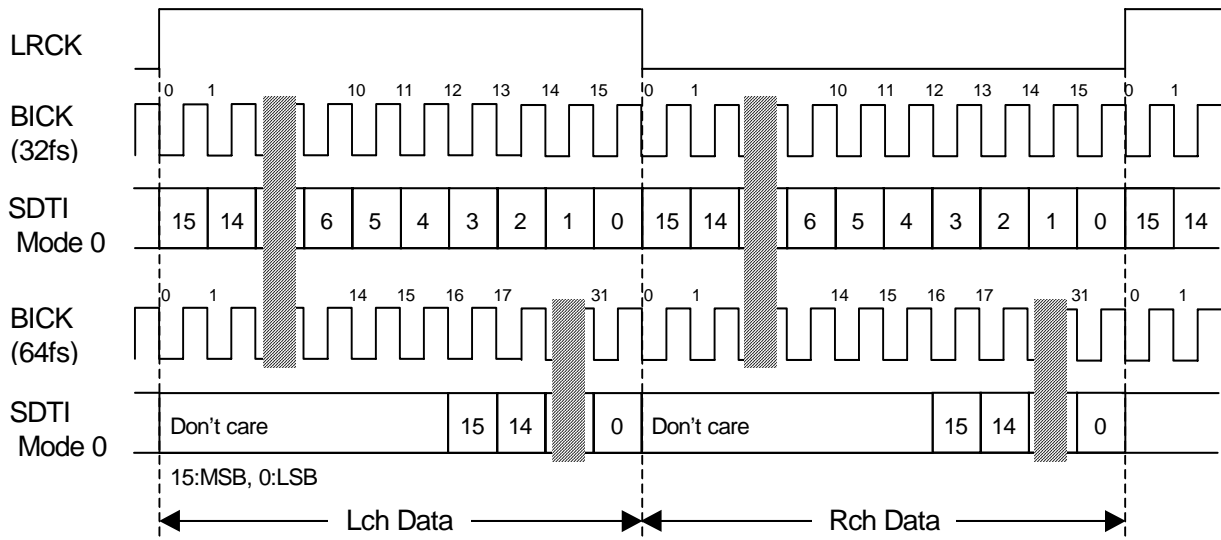 LRCK
0 1 10 11 12 13 14 15 0 1 10 11 12 13 14 15 0 1
BICK
(32fs)
SDTI
Mode 0
15 14 6 5 4 3 2 1 0 15 14 6 5 4 3 2 1 0 15 14
0 1 14 15 16 17 31 0 1 14 15 16 17 31 0 1
BICK
(64fs)
SDTI
Mode 0
Don't care 15 14 0 Don't care 15 14 0
15:MSB, 0:LSB
Lch Data Rch Data